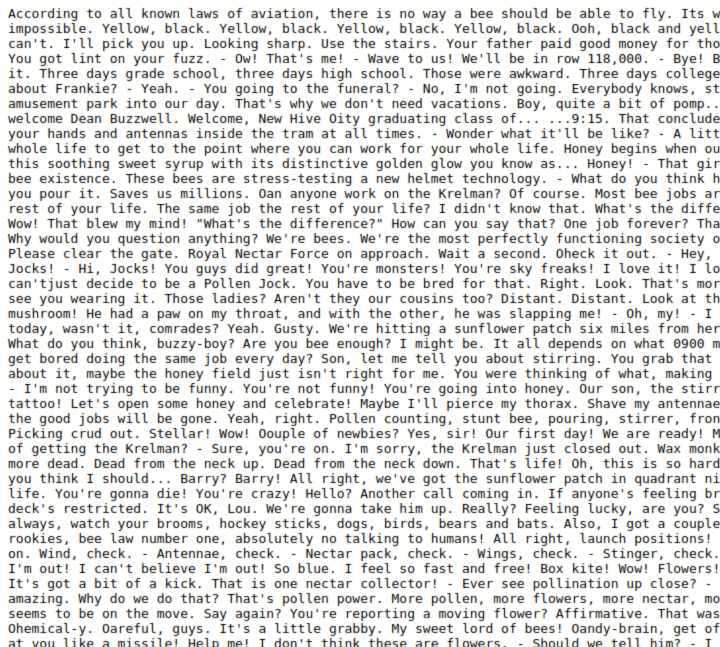 According to all known laws of aviation, there is no way a bee should be able to fly. Its w
impossible. Yellow, black. Yellow, black. Yellow, black. Yellow, black. Ooh, black and yell
can't. I'll pick you up. Looking sharp. Use the stairs. Your father paid good money for tho
You got lint on your fuzz. - Ow! That's me! - Wave to us! We'll be in row 118,000. - Bye! B
it. Three days grade school, three days high school. Those were awkward. Three days college
about Frankie? - Yeah. - You going to the funeral? - No, I'm not going. Everybody knows, st
amusement park into our day. That's why we don't need vacations. Boy, quite a bit of pomp..
welcome Dean Buzzwell. Welcome, New Hive Oity graduating class of... ...9:15. That conclude
your hands and antennas inside the tram at all times. - Wonder what it'll be like? - A litt
whole life to get to the point where you can work for your whole life. Honey begins when ou
this soothing sweet syrup with its distinctive golden glow you know as... Honey! - That gir
bee existence. These bees are stress-testing a new helmet technology. - What do you think h
you pour it. Saves us millions. Oan anyone work on the Krelman? Of course. Most bee jobs ar
rest of your life. The same job the rest of your life? I didn't know that. What's the diffe
Wow! That blew my mind! "What's the difference?" How can you say that? One job forever? Tha
Why would you question anything? We're bees. We're the most perfectly functioning society o
Please clear the gate. Royal Nectar Force on approach. Wait a second. Oheck it out. - Hey,
Jocks! - Hi, Jocks! You guys did great! You're monsters! You're sky freaks! I love it! I lo
can'tjust decide to be a Pollen Jock. You have to be bred for that. Right. Look. That's mor
see you wearing it. Those ladies? Aren't they our cousins too? Distant. Distant. Look at th
mushroom! He had a paw on my throat, and with the other, he was slapping me! - Oh, my! - I
today, wasn't it, comrades? Yeah. Gusty. We're hitting a sunflower patch six miles from her
What do you think, buzzy-boy? Are you bee enough? I might be. It all depends on what 0900 m
get bored doing the same job every day? Son, let me tell you about stirring. You grab that
about it, maybe the honey field just isn't right for me. You were thinking of what, making
- I'm not trying to be funny. You're not funny! You're going into honey. Our son, the stirr
tattoo! Let's open some honey and celebrate! Maybe I'll pierce my thorax. Shave my antennae
the good jobs will be gone. Yeah, right. Pollen counting, stunt bee, pouring, stirrer, fron
Picking crud out. Stellar! Wow! Oouple of newbies? Yes, sir! Our first day! We are ready! M
of getting the Krelman? - Sure, you're on. I'm sorry, the Krelman just closed out. Wax monk
more dead. Dead from the neck up. Dead from the neck down. That's life! Oh, this is so hard
you think I should... Barry? Barry! All right, we've got the sunflower patch in quadrant ni
life. You're gonna die! You're crazy! Hello? Another call coming in. If anyone's feeling br
deck's restricted. It's OK, Lou. We're gonna take him up. Really? Feeling lucky, are you? S
always, watch your brooms, hockey sticks, dogs, birds, bears and bats. Also, I got a couple
rookies, bee law number one, absolutely no talking to humans! All right, launch positions!
on. Wind, check. - Antennae, check. - Nectar pack, check. - Wings, check. - Stinger, check.
I'm out! I can't believe I'm out! So blue. I feel so fast and free! Box kite! Wow! Flowers!
It's got a bit of a kick. That is one nectar collector! - Ever see pollination up close? -
amazing. Why do we do that? That's pollen power. More pollen, more flowers, more nectar, mo
seems to be on the move. Say again? You're reporting a moving flower? Affirmative. That was
Ohemical-y. Oareful, guys. It's a little grabby. My sweet lord of bees! Oandy-brain, get of
at you like a missile! Help me! I don't think these are flowers. - Should we tell him? - I